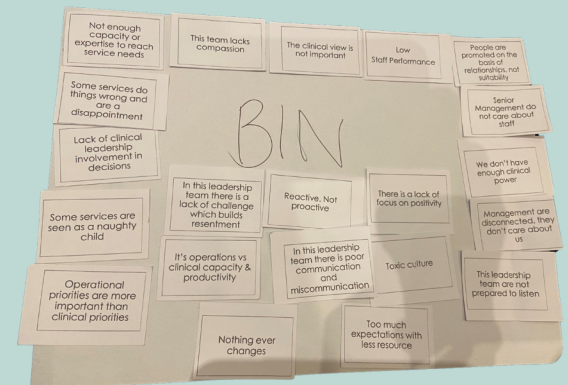 Not enough
capacity or
expertise to reach
service needs
This team lacks
compassion
The clinical view is
not important
Low
Staff Performance
People are
promoted on the
basis of
relationships, not
suitability
Some services do
things wrong and
are a
disappointment
BIN
Senior
Management do
not care about
staff
Lack of clinical
leadership
involvement in
decisions
We don't have
enough clinical
power
In this leadership
team there is a
lack of challenge
which builds
resentment
Reactive, Not
proactive
There is a lack of
focus on positivity
Some services are
seen as a naughty
child
Management are
disconnected, they
don't care about
us
It's operations vs
clinical capacity &
productivity
In this leadership
team there is poor
communication
and
miscommunication
Toxic culture
This leadership
team are not
prepared to listen
Operational
priorities are more
important than
clinical priorities
Nothing ever
changes
Too much
expectations with
less resource